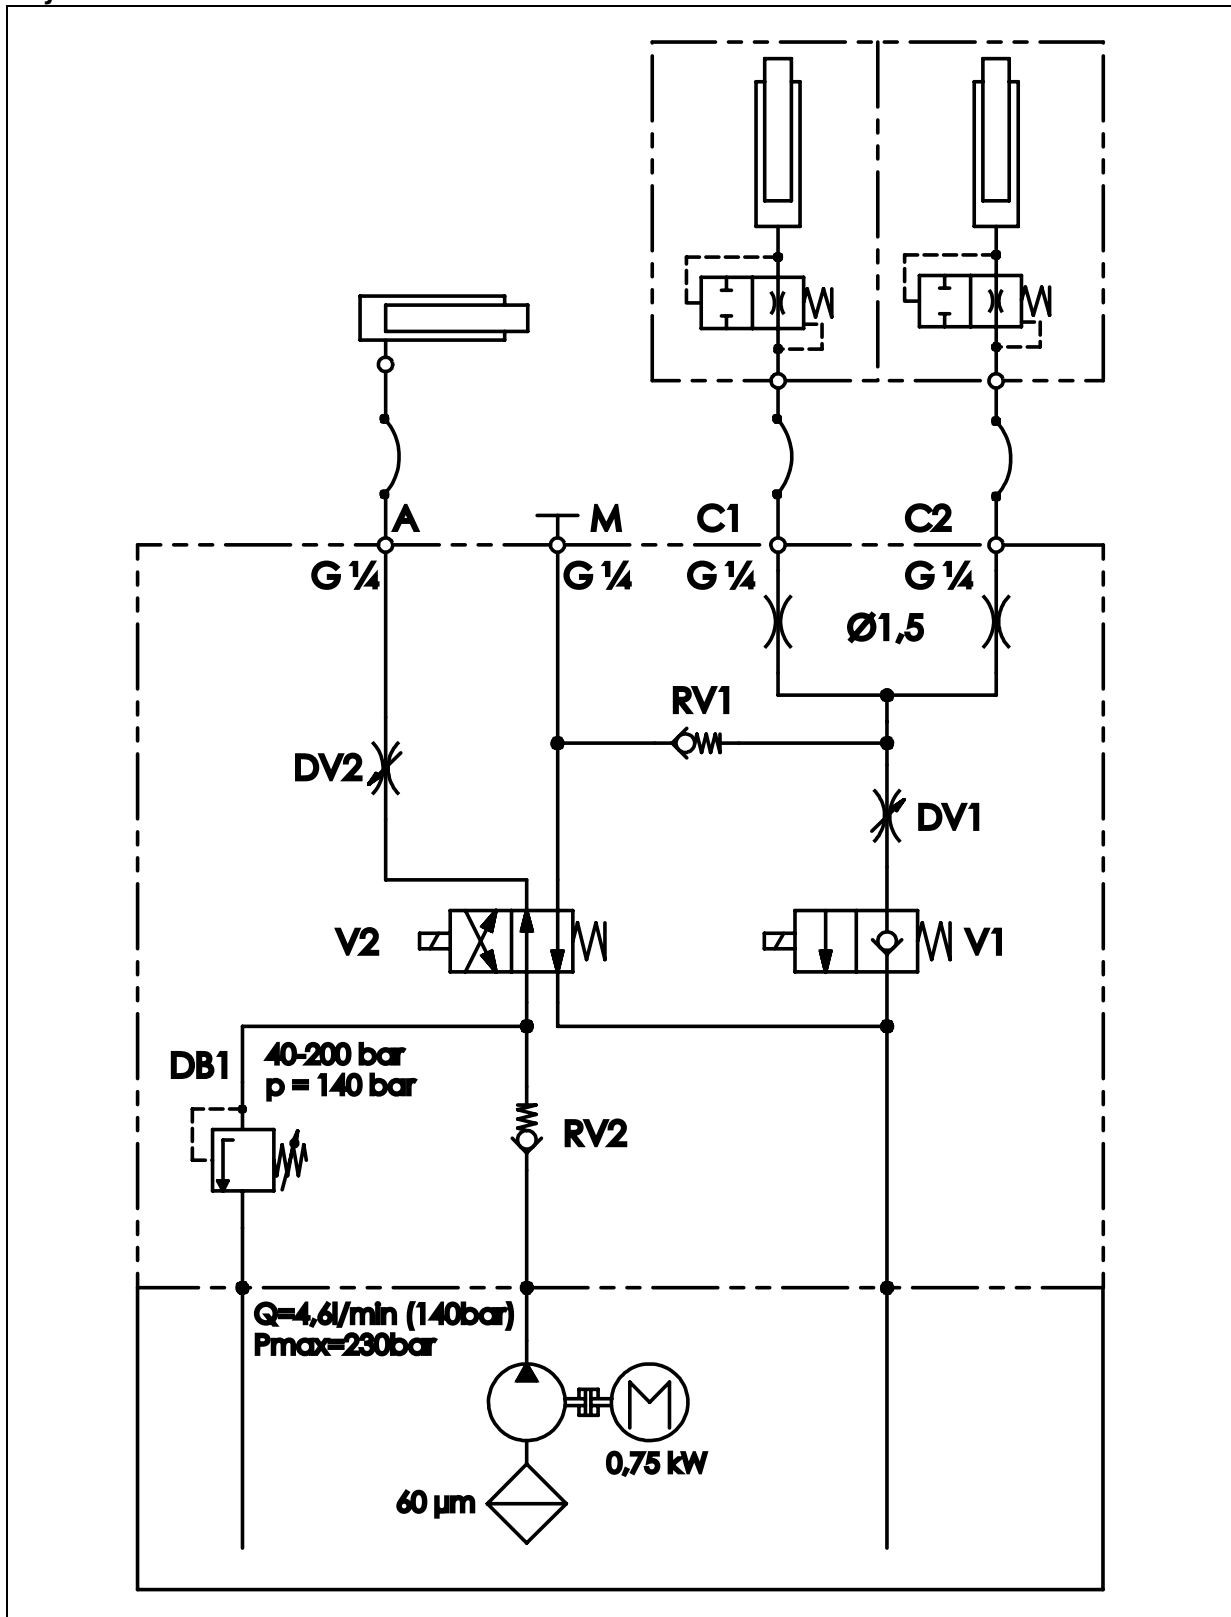 A
M
C1
C2
G ¼
G ¼
G ¼
G ¼
Ø1,5
RV1
DV2
DV1
V2
V1
DB1
40-200 bar
p = 140 bar
RV2
Q=4,6l/min (140bar)
Pmax=230bar
M
0,75 kW
60 µm